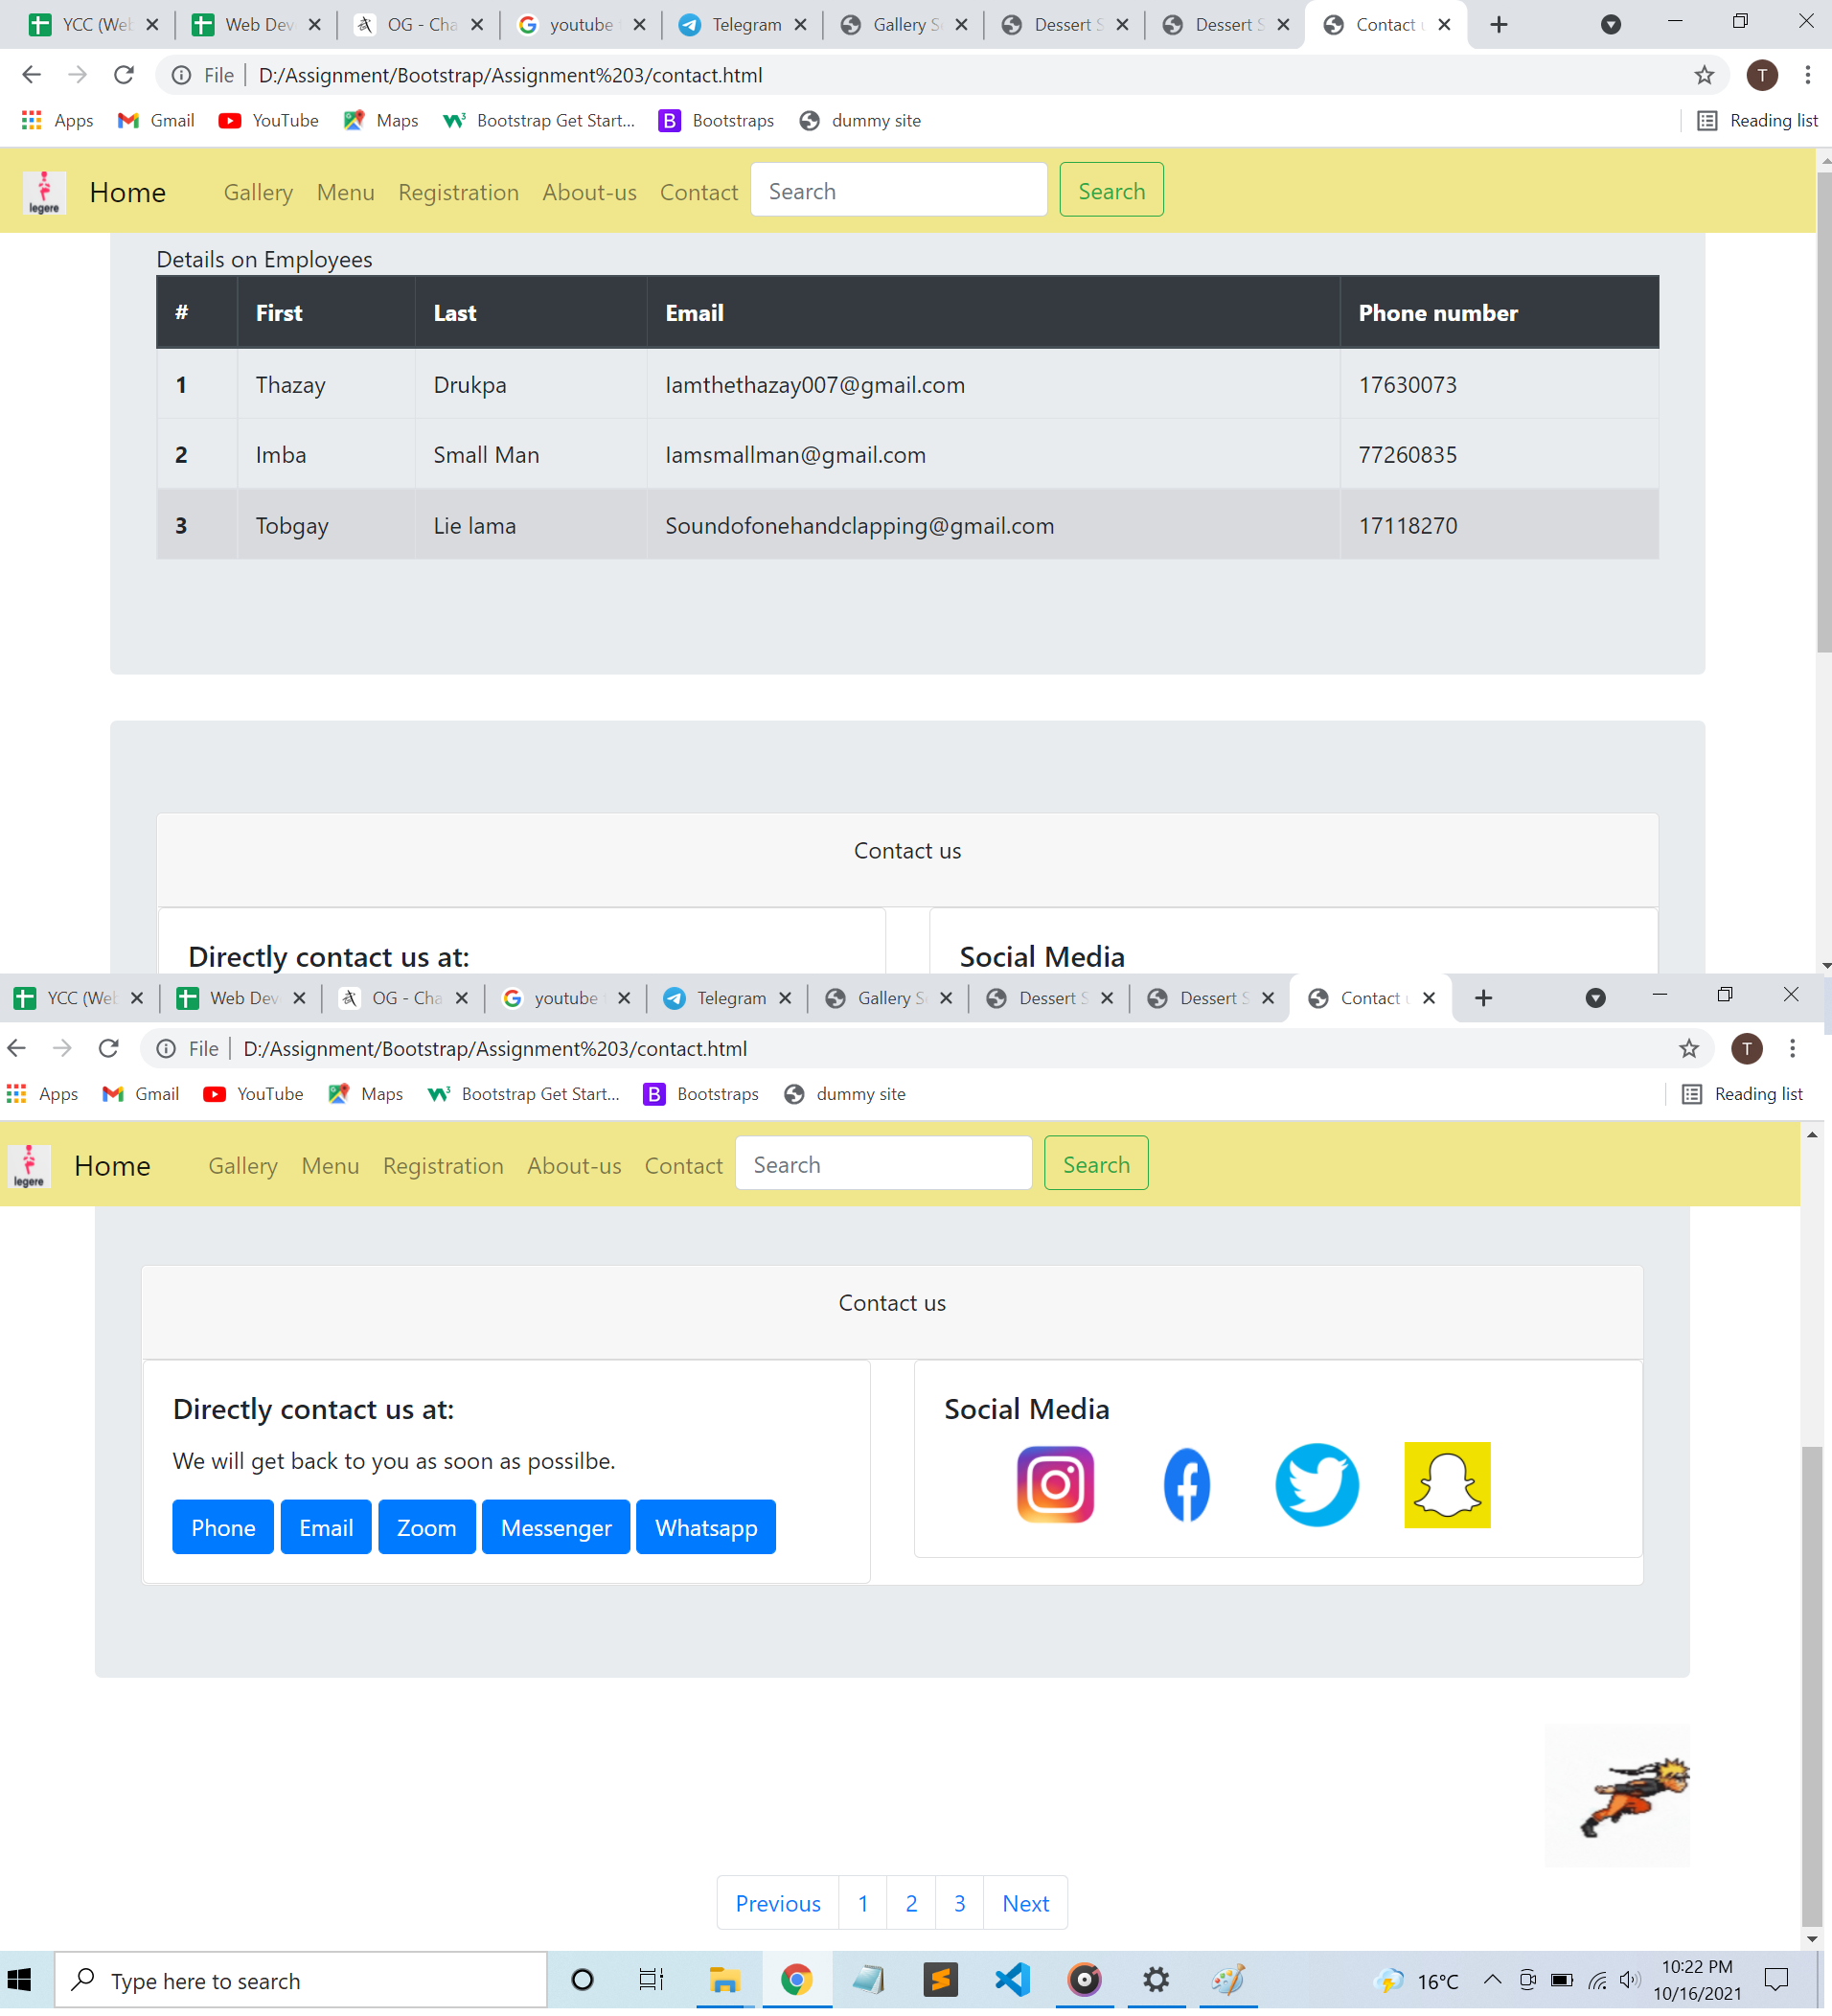 YCC (Web Web Dev OG - Cha youtube Telegram Gallery S Dessert S Dessert S Contact u
File D:/Assignment/Bootstrap/Assignment%203/contact.html T
Apps Gmail YouTube Maps Bootstrap Get Start... Bootstraps dummy site Reading list
legere Home Gallery Menu Registration About-us Contact Search Search
Details on Employees
# First Last Email Phone number
1 Thazay Drukpa Iamthethazay007@gmail.com 17630073
2 Imba Small Man Iamsmallman@gmail.com 77260835
3 Tobgay Lie lama Soundofonehandclapping@gmail.com 17118270
Contact us
Directly contact us at: Social Media
YCC (Web Web Dev OG - Cha youtube Telegram Gallery S Dessert S Dessert S Contact u
File D:/Assignment/Bootstrap/Assignment%203/contact.html T
Apps Gmail YouTube Maps Bootstrap Get Start... Bootstraps dummy site Reading list
legere Home Gallery Menu Registration About-us Contact Search Search
Contact us
Directly contact us at: Social Media
We will get back to you as soon as possilbe.
Phone Email Zoom Messenger Whatsapp
Previous 1 2 3 Next
Type here to search 16°C 10:22 PM
10/16/2021